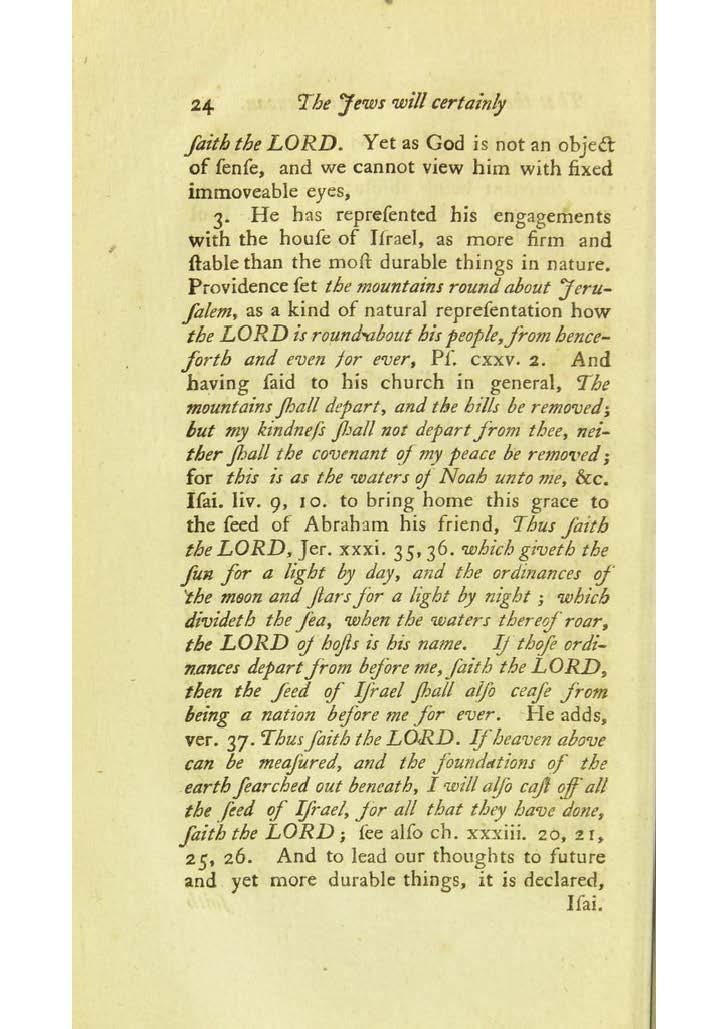 24 The Jews will certainly
ſaith the LORD. Yet as God is not an object
of ſenſe, and we cannot view him with fixed
immoveable eyes,
3. He has repreſented his engagements
with the houſe of Iſrael, as more firm and
ſtable than the moſt durable things in nature.
Providence ſet the mountains round about Jeru-
ſalem, as a kind of natural repreſentation how
the LORD is round about his people, from hence-
forth and even for ever, Pſ. cxxv. 2. And
having ſaid to his church in general, The
mountains ſhall depart, and the hills be removed;
but my kindneſs ſhall not depart from thee, nei-
ther ſhall the covenant of my peace be removed;
for this is as the waters of Noah unto me, &c.
Iſai. liv. 9, 10. to bring home this grace to
the ſeed of Abraham his friend, Thus ſaith
the LORD, Jer. xxxi. 35, 36. which giveth the
ſun for a light by day, and the ordinances of
the moon and ſtars for a light by night; which
divideth the ſea, when the waters thereof roar,
the LORD of hoſts is his name. If thoſe ordi-
nances depart from before me, ſaith the LORD,
then the ſeed of Iſrael ſhall alſo ceaſe from
being a nation before me for ever. He adds,
ver. 37. Thus ſaith the LORD. If heaven above
can be meaſured, and the foundations of the
earth ſearched out beneath, I will alſo caſt off all
the ſeed of Iſrael, for all that they have done,
ſaith the LORD; ſee alſo ch. xxxiii. 20, 21,
25, 26. And to lead our thoughts to future
and yet more durable things, it is declared,
Iſai.